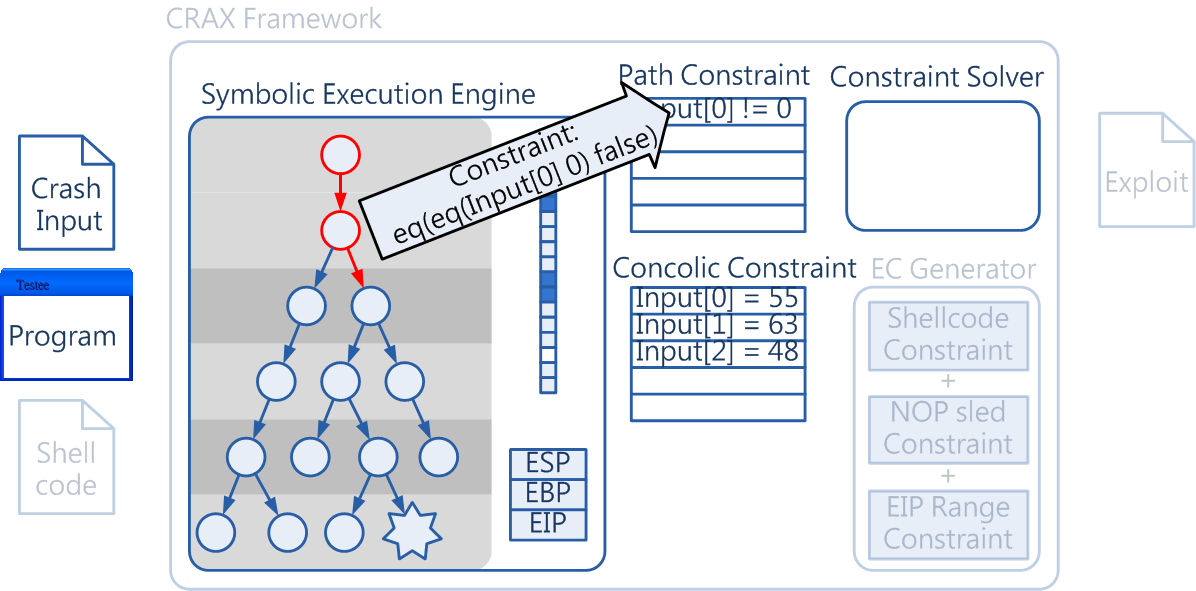 CRAX Framework
Symbolic Execution Engine
Path Constraint
Constraint Solver
nput[0] != 0
Constraint:
eq(eq(Input[0] 0) false)
Crash
Input
Testee
Program
Shell
code
Concolic Constraint
Input[0] = 55
Input[1] = 63
Input[2] = 48
ESP
EBP
EIP
EC Generator
Shellcode
Constraint
+
NOP sled
Constraint
+
EIP Range
Constraint
Exploit